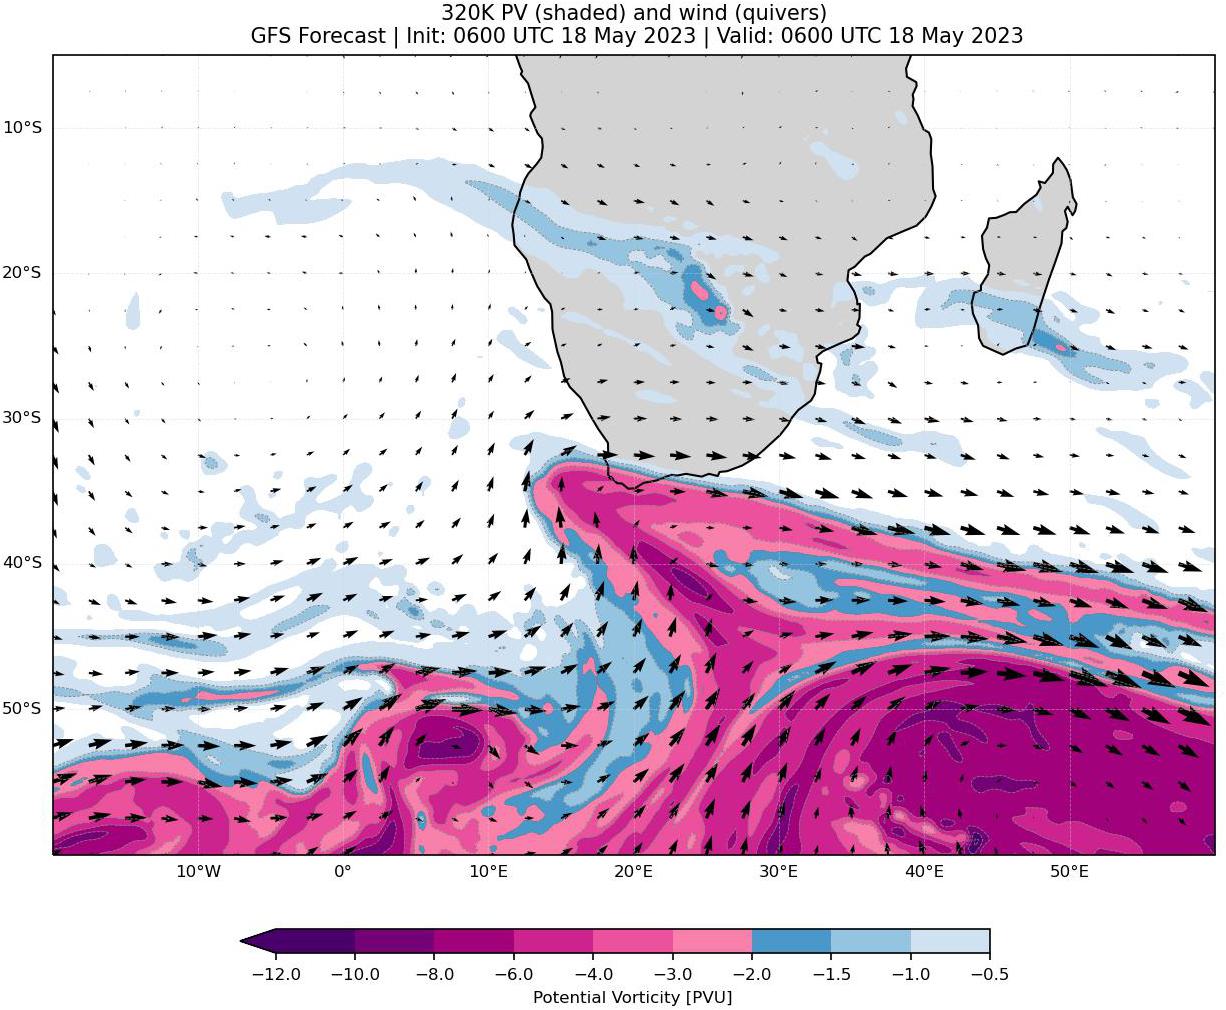 320K PV (shaded) and wind (quivers)
GFS Forecast | Init: 0600 UTC 18 May 2023 | Valid: 0600 UTC 18 May 2023
10°S
20°S
30°S
40°S
50°S
10°W 0° 10°E 20°E 30°E 40°E 50°E
−12.0 −10.0 −8.0 −6.0 −4.0 −3.0 −2.0 −1.5 −1.0 −0.5
Potential Vorticity [PVU]